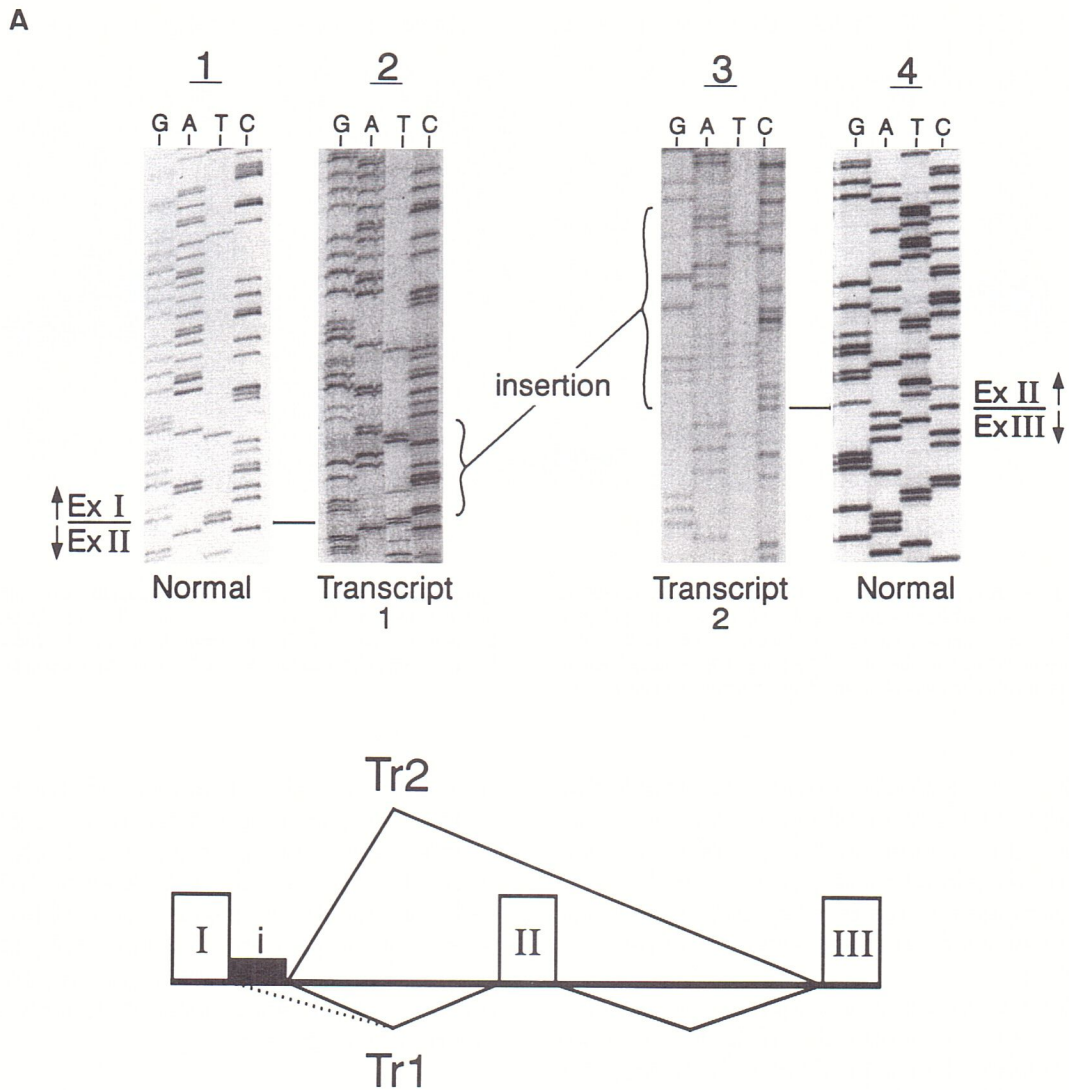 A
1 2 3 4
G A T C G A T C G A T C G A T C
insertion
Ex I
Ex II
Ex II
Ex III
Normal Transcript 1 Transcript 2 Normal
Tr2
I i II III
Tr1